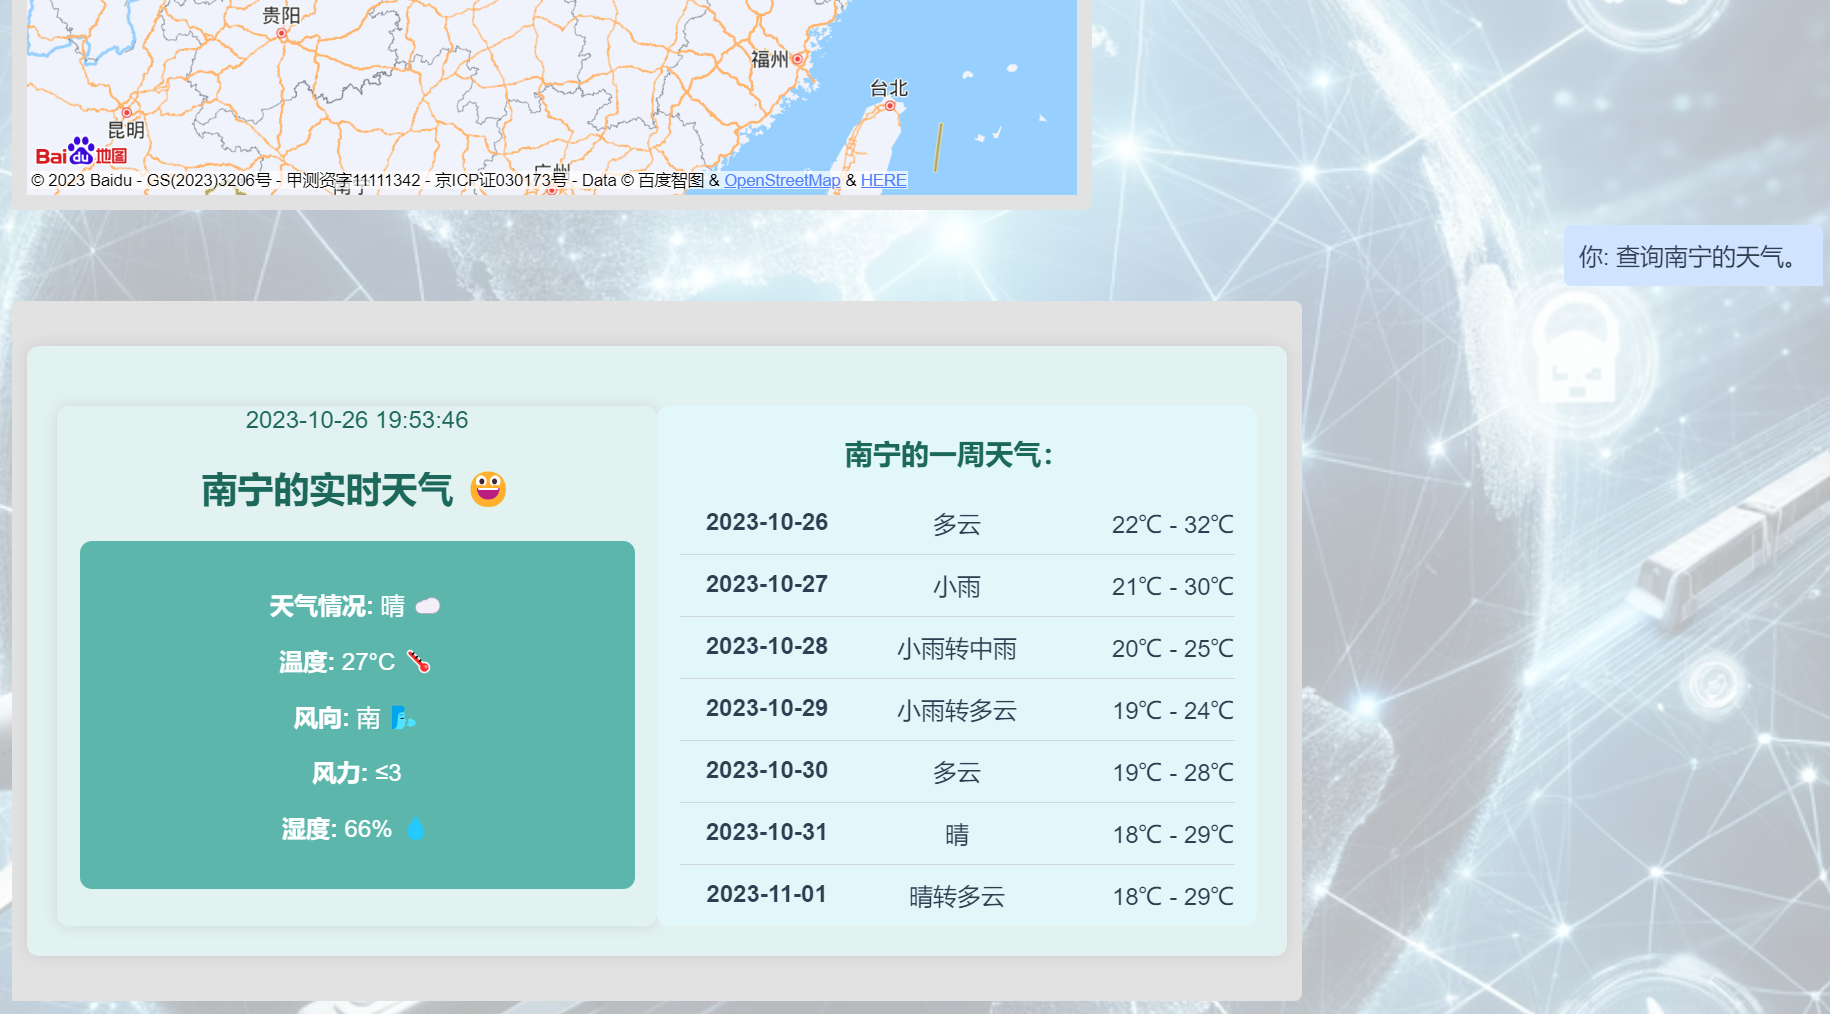 贵阳
福州
台北
昆明
Bai du 地图
广州
© 2023 Baidu - GS(2023)3206号 - 甲测资字11111342 - 京ICP证030173号 - Data © 百度智图 & OpenStreetMap & HERE
南宁
你: 查询南宁的天气。
2023-10-26 19:53:46
南宁的实时天气
天气情况: 晴
温度: 27°C
风向: 南
风力: ≤3
湿度: 66%
南宁的一周天气：
2023-10-26 多云 22℃ - 32℃
2023-10-27 小雨 21℃ - 30℃
2023-10-28 小雨转中雨 20℃ - 25℃
2023-10-29 小雨转多云 19℃ - 24℃
2023-10-30 多云 19℃ - 28℃
2023-10-31 晴 18℃ - 29℃
2023-11-01 晴转多云 18℃ - 29℃